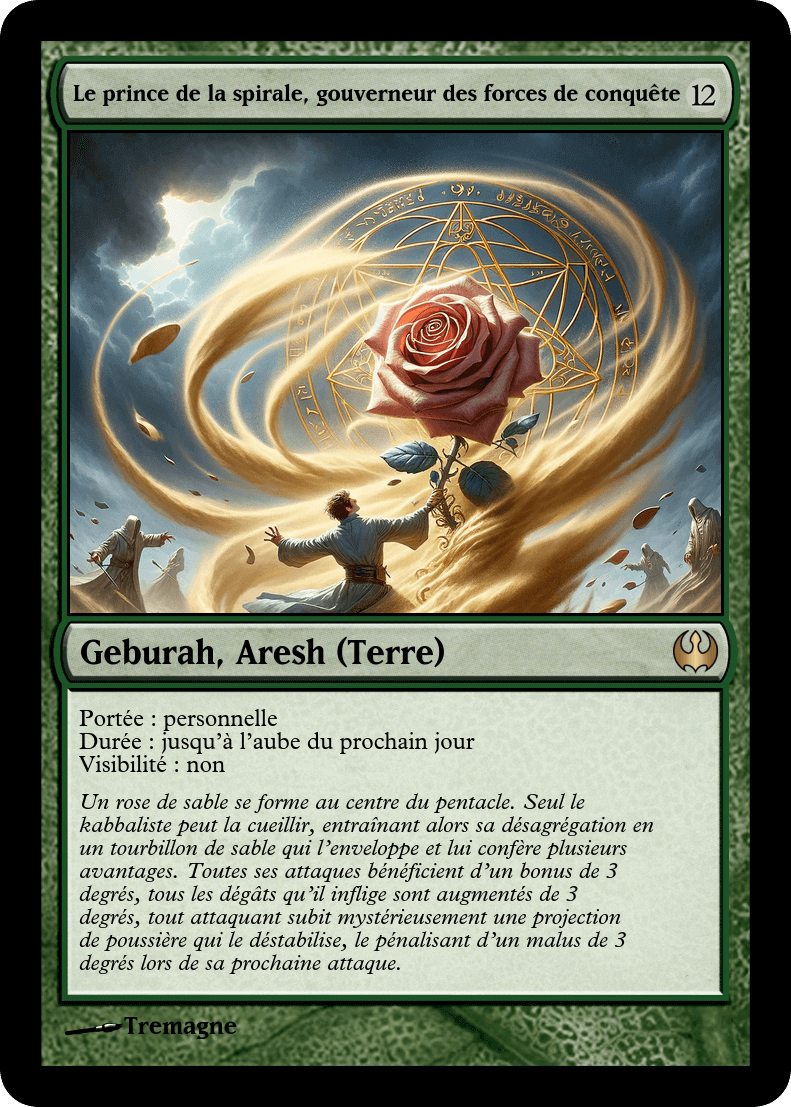 Le prince de la spirale, gouverneur des forces de conquête 12
Geburah, Aresh (Terre)
Portée : personnelle
Durée : jusqu'à l'aube du prochain jour
Visibilité : non
Un rose de sable se forme au centre du pentacle. Seul le
kabbaliste peut la cueillir, entraînant alors sa désagrégation en
un tourbillon de sable qui l'enveloppe et lui confère plusieurs
avantages. Toutes ses attaques bénéficient d'un bonus de 3
degrés, tous les dégâts qu'il inflige sont augmentés de 3
degrés, tout attaquant subit mystérieusement une projection
de poussière qui le déstabilise, le pénalisant d'un malus de 3
degrés lors de sa prochaine attaque.
Tremagne